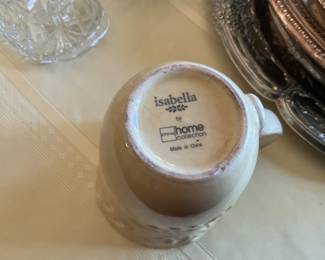 isabella
by
home
collection
Made in China